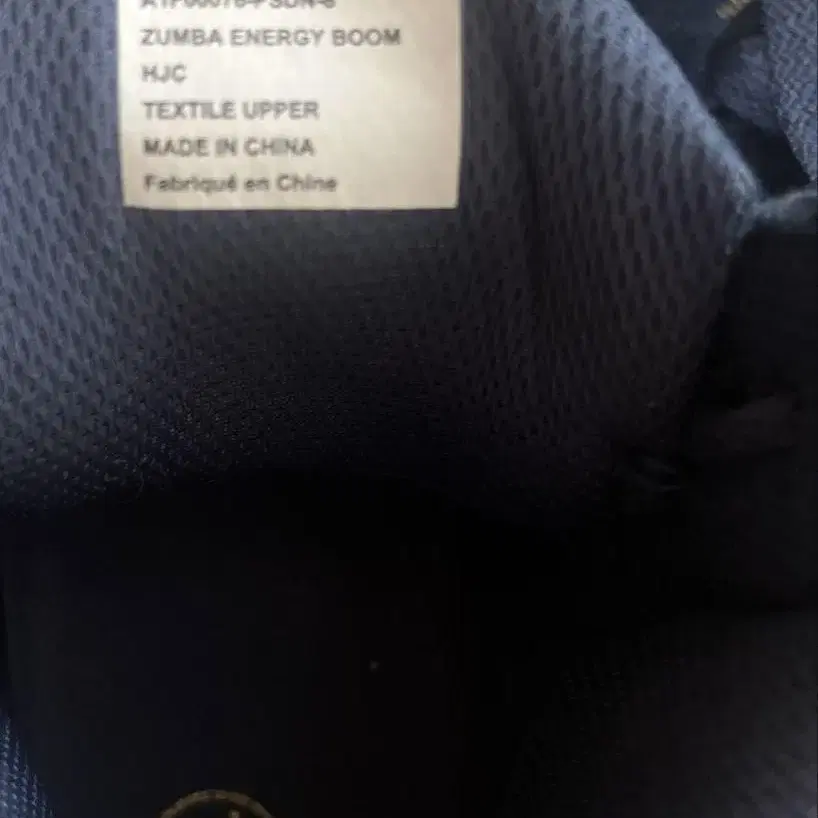 ZUMBA ENERGY BOOM
HJC
TEXTILE UPPER
MADE IN CHINA
Fabriqué en Chine